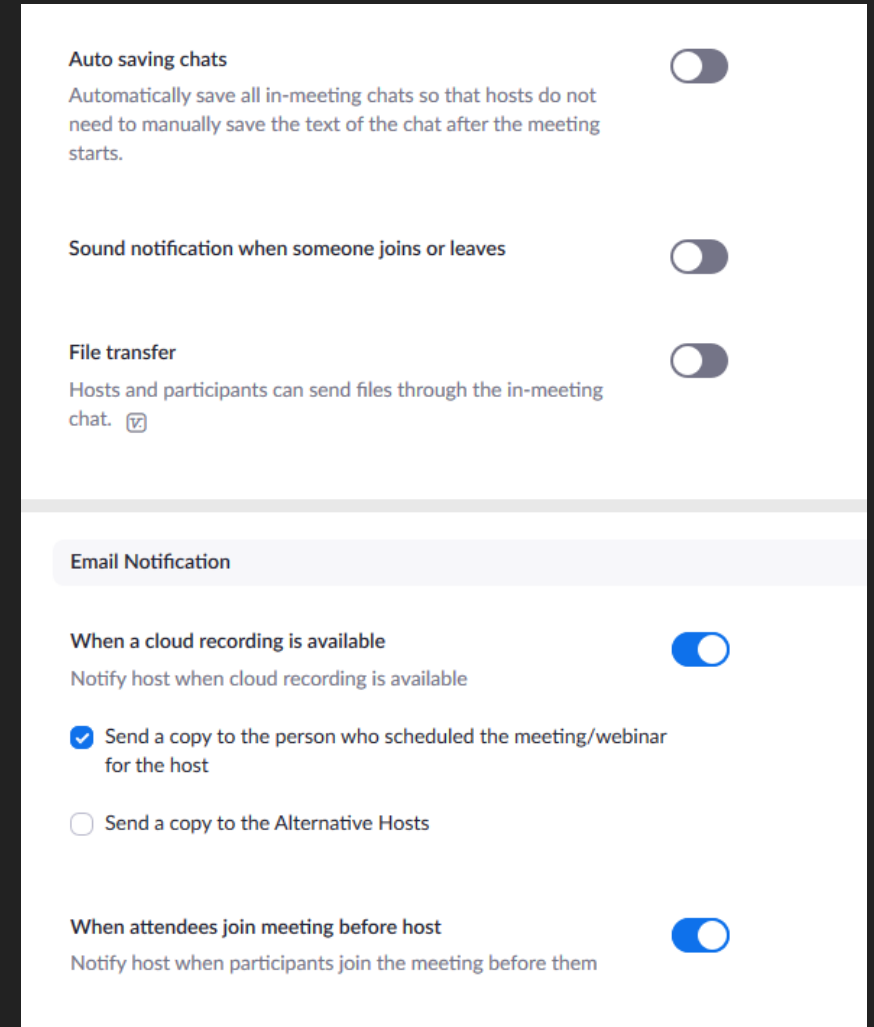 Auto saving chats
Automatically save all in-meeting chats so that hosts do not
need to manually save the text of the chat after the meeting
starts.
Sound notification when someone joins or leaves
File transfer
Hosts and participants can send files through the in-meeting
chat.
Email Notification
When a cloud recording is available
Notify host when cloud recording is available
Send a copy to the person who scheduled the meeting/webinar
for the host
Send a copy to the Alternative Hosts
When attendees join meeting before host
Notify host when participants join the meeting before them